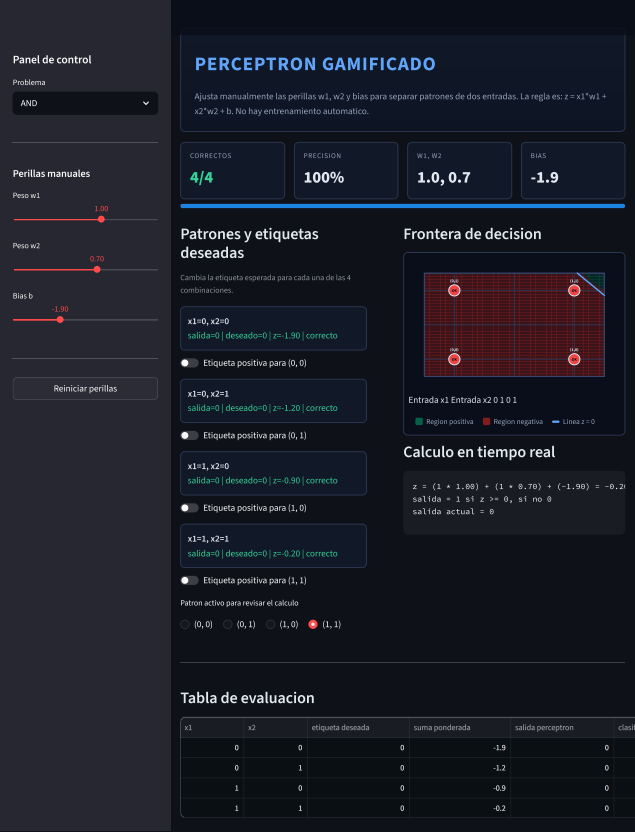 Panel de control
Problema
AND
Perillas manuales
Peso w1
1.00
Peso w2
0.70
Bias b
-1.90
Reiniciar perillas
PERCEPTRON GAMIFICADO
Ajusta manualmente las perillas w1, w2 y bias para separar patrones de dos entradas. La regla es: z = x1*w1 +
x2*w2 + b. No hay entrenamiento automatico.
CORRECTOS
4/4
PRECISION
100%
W1, W2
1.0, 0.7
BIAS
-1.9
Patrones y etiquetas
deseadas
Cambia la etiqueta esperada para cada una de las 4
combinaciones.
x1=0, x2=0
salida=0 | deseado=0 | z=-1.90 | correcto
Etiqueta positiva para (0, 0)
x1=0, x2=1
salida=0 | deseado=0 | z=-1.20 | correcto
Etiqueta positiva para (0, 1)
x1=1, x2=0
salida=0 | deseado=0 | z=-0.90 | correcto
Etiqueta positiva para (1, 0)
x1=1, x2=1
salida=0 | deseado=0 | z=-0.20 | correcto
Etiqueta positiva para (1, 1)
Patron activo para revisar el calculo
(0, 0) (0, 1) (1, 0) (1, 1)
Frontera de decision
Entrada x1 Entrada x2 0 1 0 1
Region positiva Region negativa Linea z = 0
Calculo en tiempo real
z = (1 * 1.00) + (1 * 0.70) + (-1.90) = -0.20
salida = 1 si z >= 0, si no 0
salida actual = 0
Tabla de evaluacion
x1 x2 etiqueta deseada suma ponderada salida perceptron clasif
0 0 0 -1.9 0
0 1 0 -1.2 0
1 0 0 -0.9 0
1 1 0 -0.2 0